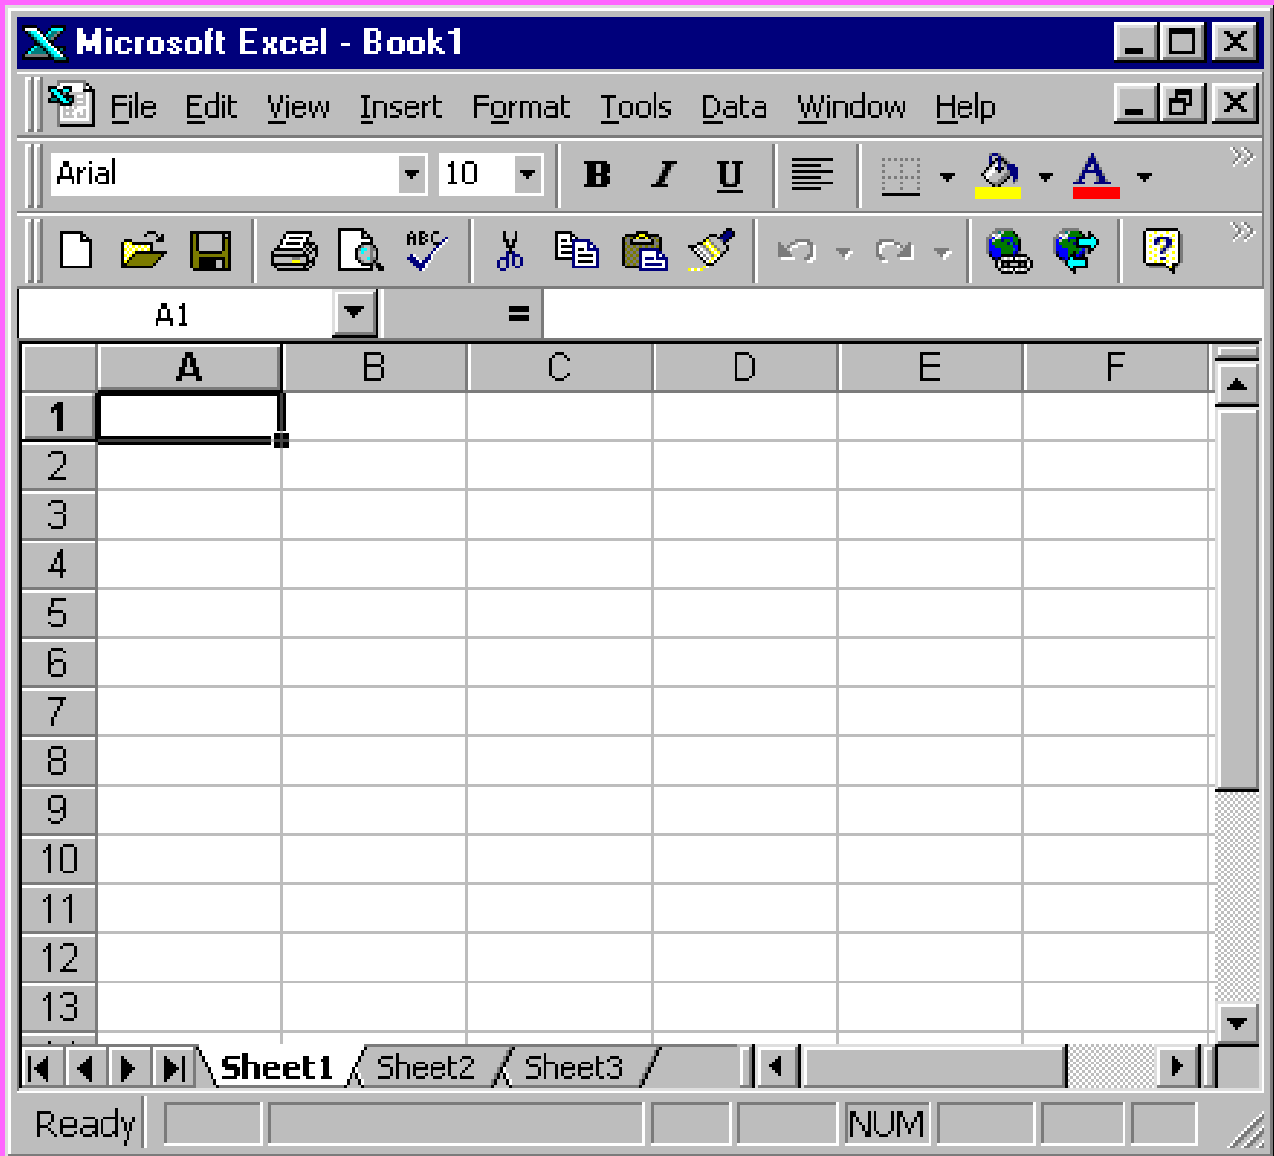 Microsoft Excel - Book1
File Edit View Insert Format Tools Data Window Help
Arial 10 B I U A
ABC ?
A1 =
A B C D E F
1
2
3
4
5
6
7
8
9
10
11
12
13
Sheet1 Sheet2 Sheet3
Ready NUM